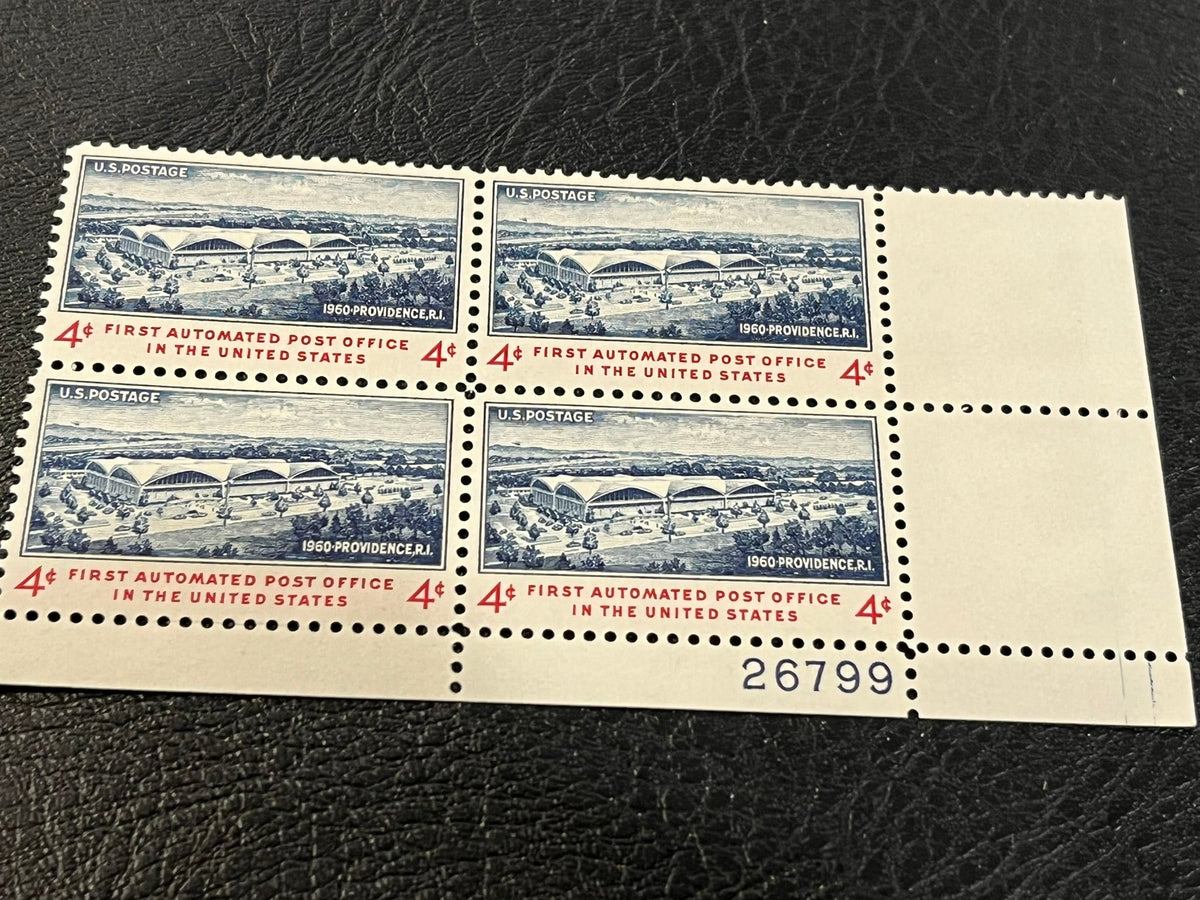 U.S.POSTAGE
1960·PROVIDENCE,R.I.
4¢ FIRST AUTOMATED POST OFFICE 4¢
IN THE UNITED STATES
U.S.POSTAGE
1960·PROVIDENCE,R.I.
4¢ FIRST AUTOMATED POST OFFICE 4¢
IN THE UNITED STATES
U.S.POSTAGE
1960·PROVIDENCE,R.I.
4¢ FIRST AUTOMATED POST OFFICE 4¢
IN THE UNITED STATES
U.S.POSTAGE
1960·PROVIDENCE,R.I.
4¢ FIRST AUTOMATED POST OFFICE 4¢
IN THE UNITED STATES
26799